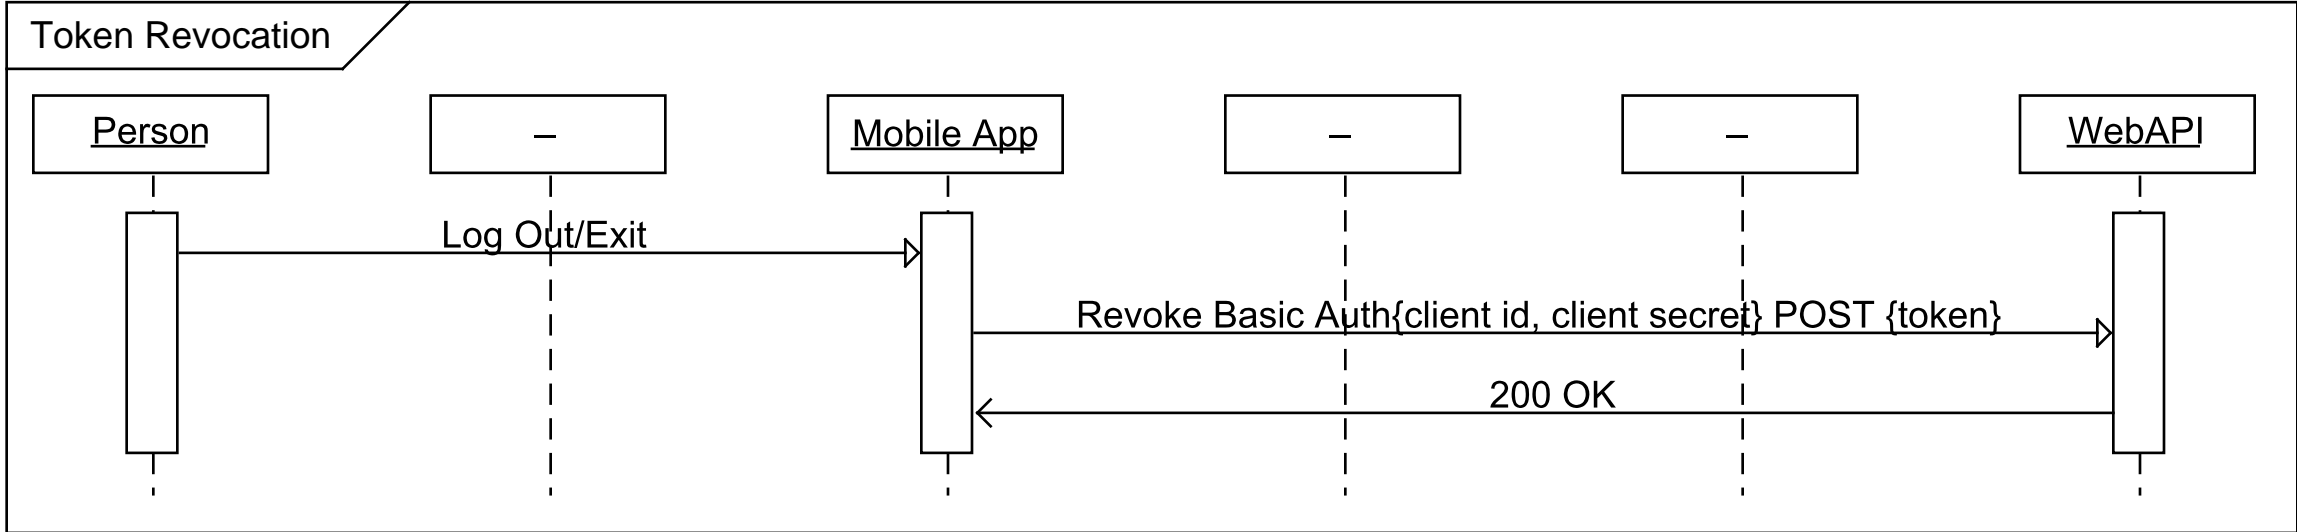 Token Revocation
Person
_
Mobile App
_
_
WebAPI
Log Out/Exit
Revoke Basic Auth{client id, client secret} POST {token}
200 OK